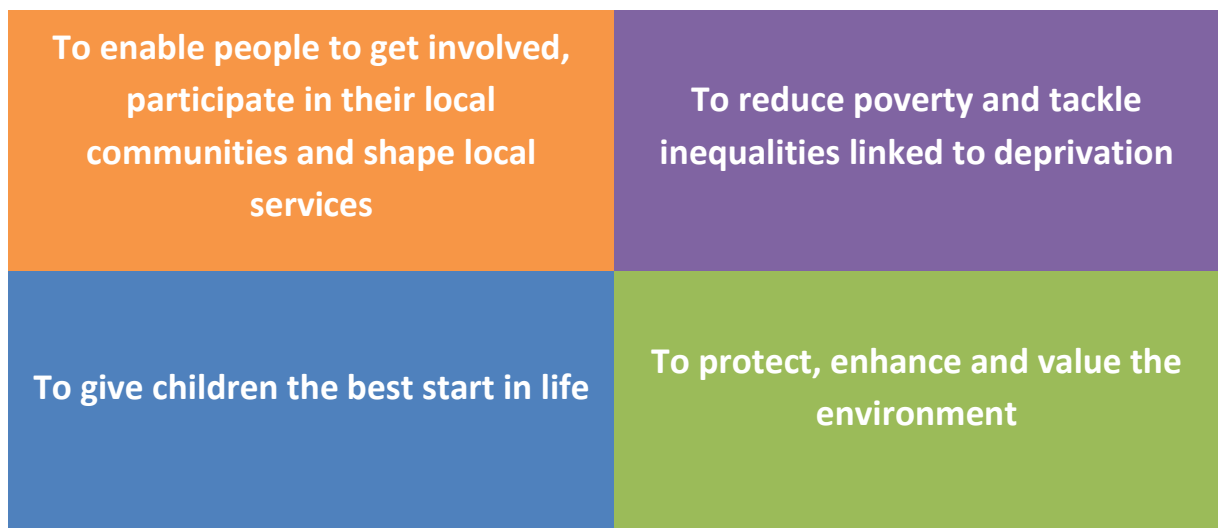 To enable people to get involved,
participate in their local
communities and shape local
services
To reduce poverty and tackle
inequalities linked to deprivation
To give children the best start in life
To protect, enhance and value the
environment